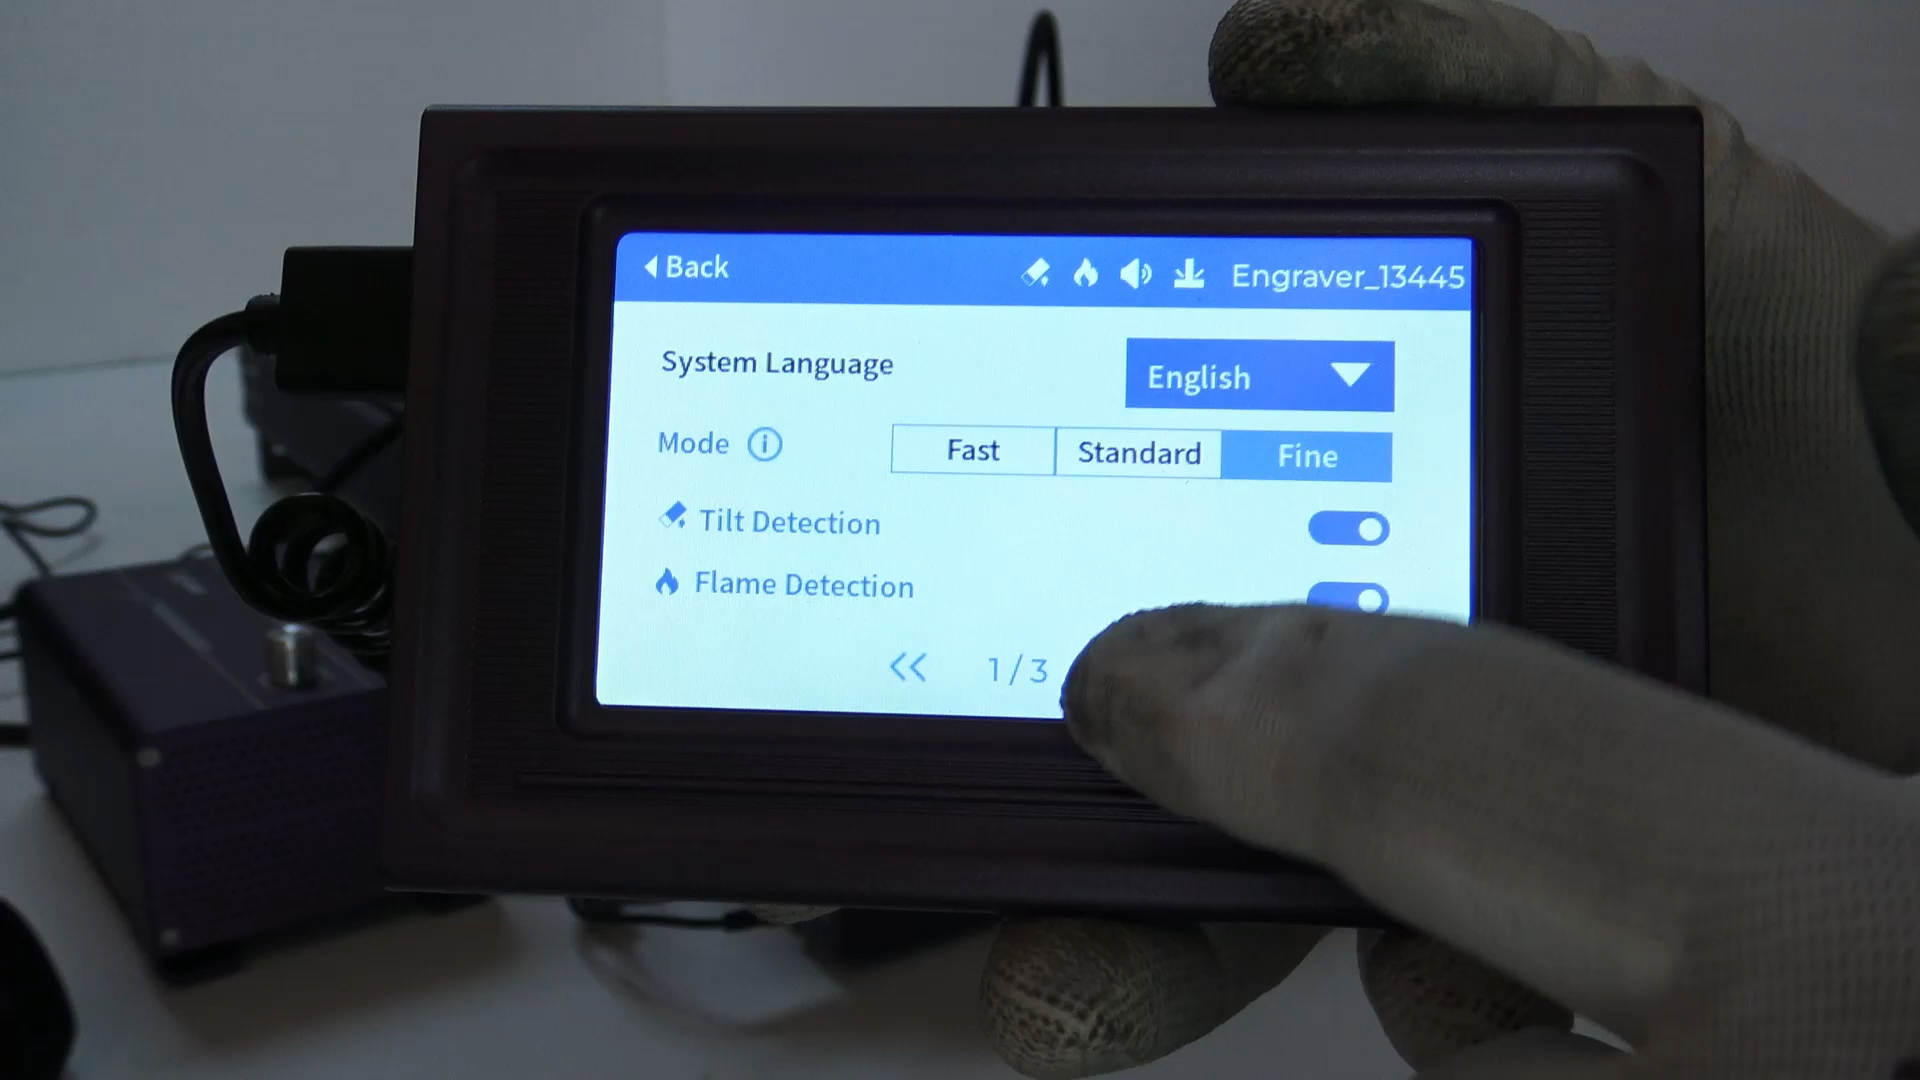 Back
Engraver_13445
System Language
English
Mode
Fast
Standard
Fine
Tilt Detection
Flame Detection
1/3